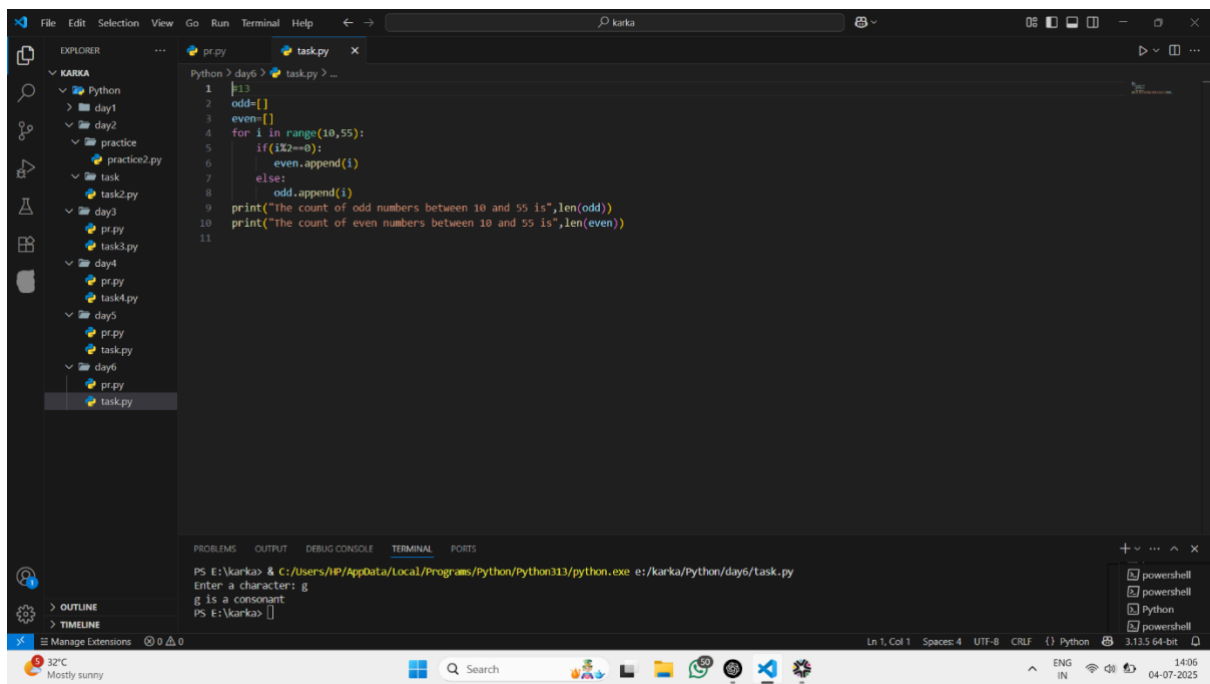 File Edit Selection View Go Run Terminal Help karka
EXPLORER
pr.py task.py
KARKA
Python > day6 > task.py > ...
Python
day1
day2
practice
practice2.py
task
task2.py
day3
pr.py
task3.py
day4
pr.py
task4.py
day5
pr.py
task.py
day6
pr.py
task.py
OUTLINE
TIMELINE
1 #13
2 odd=[]
3 even=[]
4 for i in range(10,55):
5 if(i%2==0):
6 even.append(i)
7 else:
8 odd.append(i)
9 print("The count of odd numbers between 10 and 55 is",len(odd))
10 print("The count of even numbers between 10 and 55 is",len(even))
11
PROBLEMS OUTPUT DEBUG CONSOLE TERMINAL PORTS
PS E:\karka> & C:/Users/HP/AppData/Local/Programs/Python/Python313/python.exe e:/karka/Python/day6/task.py
Enter a character: g
g is a consonant
PS E:\karka>
powershell
powershell
Python
powershell
Manage Extensions 0 0 Ln 1, Col 1 Spaces: 4 UTF-8 CRLF {} Python 3.13.5 64-bit
5 32°C
Mostly sunny
Search
50
ENG
IN
14:06
04-07-2025